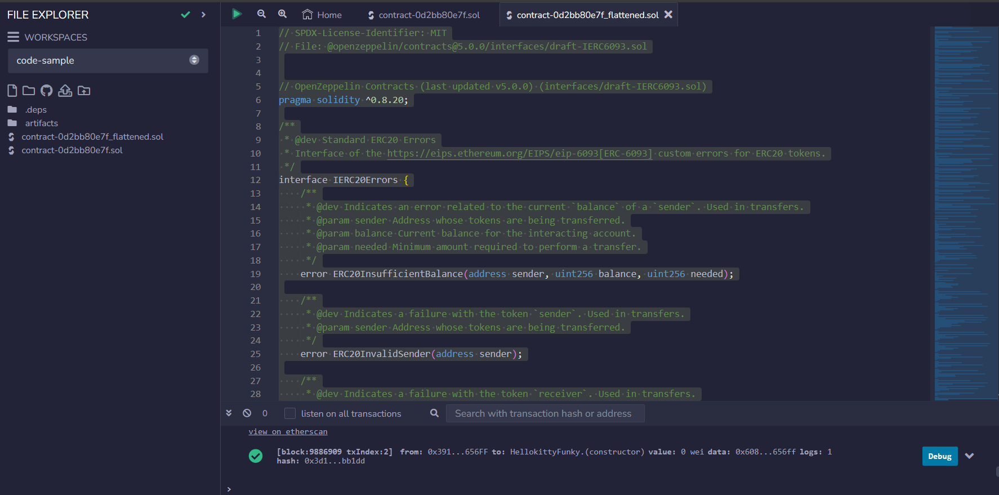 FILE EXPLORER
WORKSPACES
code-sample
.deps
artifacts
contract-0d2bb80e7f_flattened.sol
contract-0d2bb80e7f.sol
Home
contract-0d2bb80e7f.sol
contract-0d2bb80e7f_flattened.sol
1 // SPDX-License-Identifier: MIT
2 // File: @openzeppelin/contracts@5.0.0/interfaces/draft-IERC6093.sol
3
4
5 // OpenZeppelin Contracts (last updated v5.0.0) (interfaces/draft-IERC6093.sol)
6 pragma solidity ^0.8.20;
7
8 /**
9 * @dev Standard ERC20 Errors
10 * Interface of the https://eips.ethereum.org/EIPS/eip-6093[ERC-6093] custom errors for ERC20 tokens.
11 */
12 interface IERC20Errors {
13 /**
14 * @dev Indicates an error related to the current `balance` of a `sender`. Used in transfers.
15 * @param sender Address whose tokens are being transferred.
16 * @param balance Current balance for the interacting account.
17 * @param needed Minimum amount required to perform a transfer.
18 */
19 error ERC20InsufficientBalance(address sender, uint256 balance, uint256 needed);
20
21 /**
22 * @dev Indicates a failure with the token `sender`. Used in transfers.
23 * @param sender Address whose tokens are being transferred.
24 */
25 error ERC20InvalidSender(address sender);
26
27 /**
28 * @dev Indicates a failure with the token `receiver`. Used in transfers.
0 listen on all transactions Search with transaction hash or address
view on etherscan
[block:9886909 txIndex:2] from: 0x391...656FF to: HellokittyFunky.(constructor) value: 0 wei data: 0x608...656ff logs: 1
hash: 0x3d1...bb1dd
Debug
>